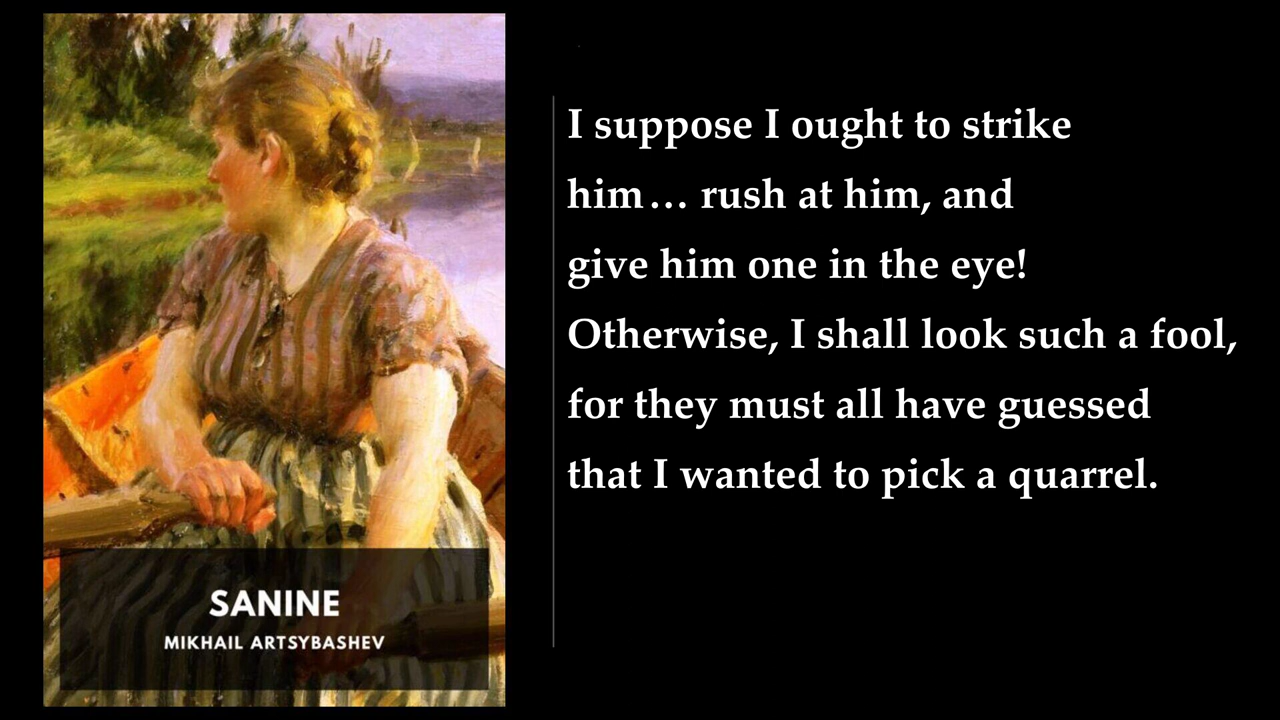 SANINE
MIKHAIL ARTSYBASHEV
I suppose I ought to strike
him… rush at him, and
give him one in the eye!
Otherwise, I shall look such a fool,
for they must all have guessed
that I wanted to pick a quarrel.